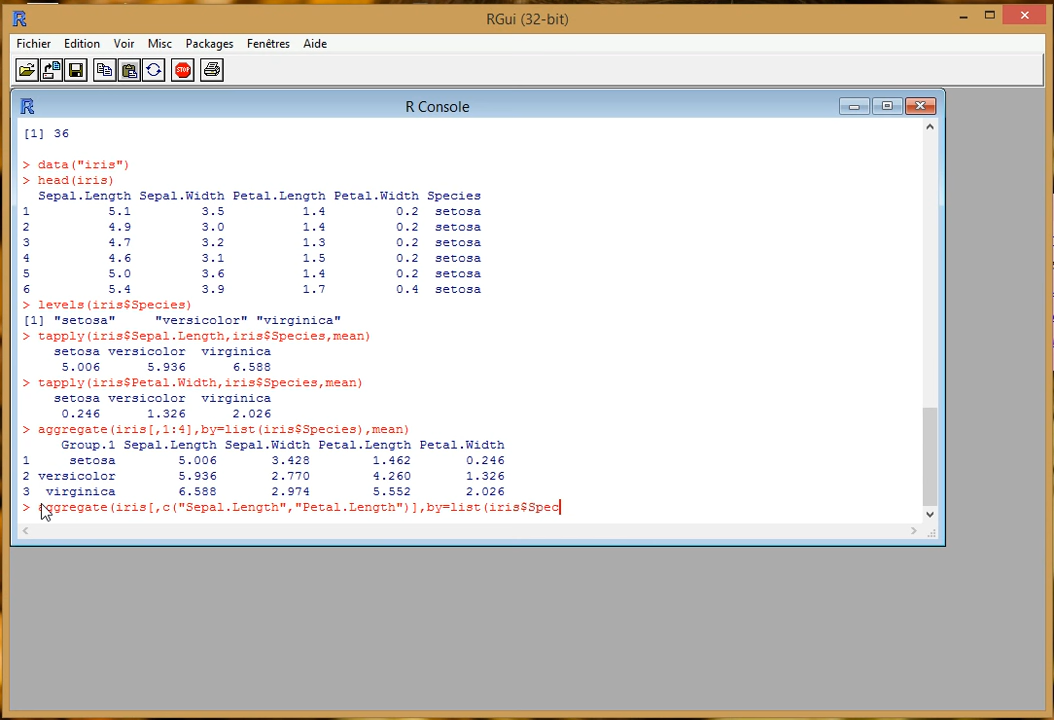 RGui (32-bit)
Fichier Edition Voir Misc Packages Fenêtres Aide
STOP
R Console
[1] 36
> data("iris")
> head(iris)
  Sepal.Length Sepal.Width Petal.Length Petal.Width Species
1          5.1         3.5          1.4         0.2  setosa
2          4.9         3.0          1.4         0.2  setosa
3          4.7         3.2          1.3         0.2  setosa
4          4.6         3.1          1.5         0.2  setosa
5          5.0         3.6          1.4         0.2  setosa
6          5.4         3.9          1.7         0.4  setosa
> levels(iris$Species)
[1] "setosa"     "versicolor" "virginica"
> tapply(iris$Sepal.Length,iris$Species,mean)
    setosa versicolor  virginica
     5.006      5.936      6.588
> tapply(iris$Petal.Width,iris$Species,mean)
    setosa versicolor  virginica
     0.246      1.326      2.026
> aggregate(iris[,1:4],by=list(iris$Species),mean)
     Group.1 Sepal.Length Sepal.Width Petal.Length Petal.Width
1     setosa        5.006       3.428        1.462       0.246
2 versicolor        5.936       2.770        4.260       1.326
3  virginica        6.588       2.974        5.552       2.026
> aggregate(iris[,c("Sepal.Length","Petal.Length")],by=list(iris$Spec